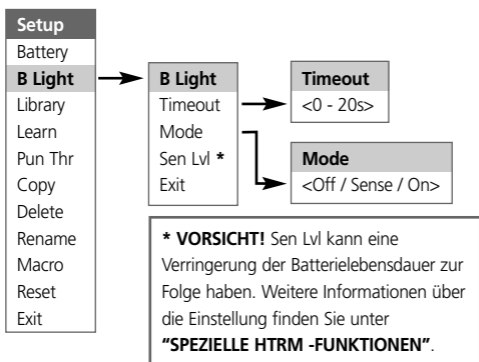 Setup
Battery
B Light
Library
Learn
Pun Thr
Copy
Delete
Rename
Macro
Reset
Exit
B Light
Timeout
Mode
Sen Lvl *
Exit
Timeout
<0 - 20s>
Mode
<Off / Sense / On>
* VORSICHT! Sen Lvl kann eine
Verringerung der Batterielebensdauer zur
Folge haben. Weitere Informationen über
die Einstellung finden Sie unter
“SPEZIELLE HTRM -FUNKTIONEN”.